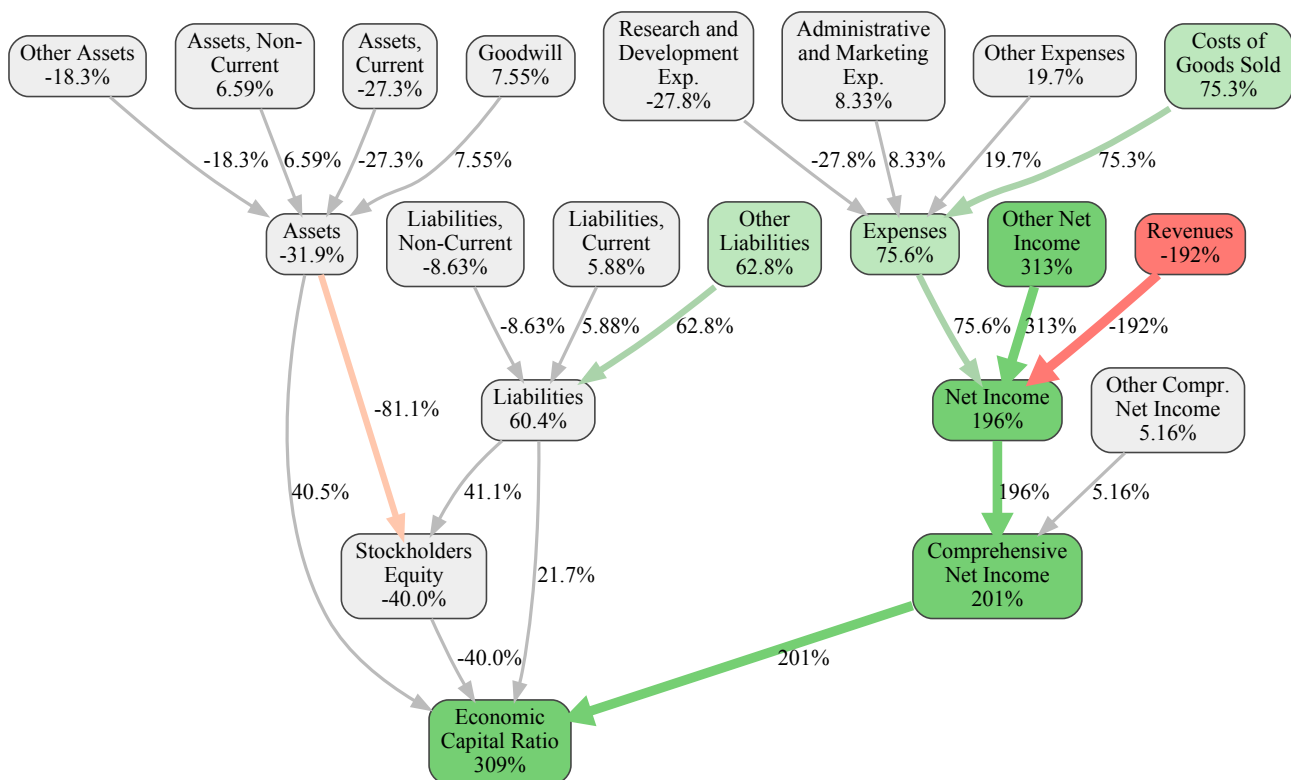 Other Assets
-18.3%
Assets, Non-
Current
6.59%
Assets,
Current
-27.3%
Goodwill
7.55%
Research and
Development
Exp.
-27.8%
Administrative
and Marketing
Exp.
8.33%
Other Expenses
19.7%
Costs of
Goods Sold
75.3%
-18.3%
6.59%
-27.3%
7.55%
-27.8%
8.33%
19.7%
75.3%
Assets
-31.9%
Liabilities,
Non-Current
-8.63%
Liabilities,
Current
5.88%
Other
Liabilities
62.8%
Expenses
75.6%
Other Net
Income
313%
Revenues
-192%
-8.63%
5.88%
62.8%
75.6%
313%
-192%
-81.1%
Liabilities
60.4%
Net Income
196%
Other Compr.
Net Income
5.16%
40.5%
41.1%
196%
5.16%
Stockholders
Equity
-40.0%
21.7%
Comprehensive
Net Income
201%
-40.0%
201%
Economic
Capital Ratio
309%